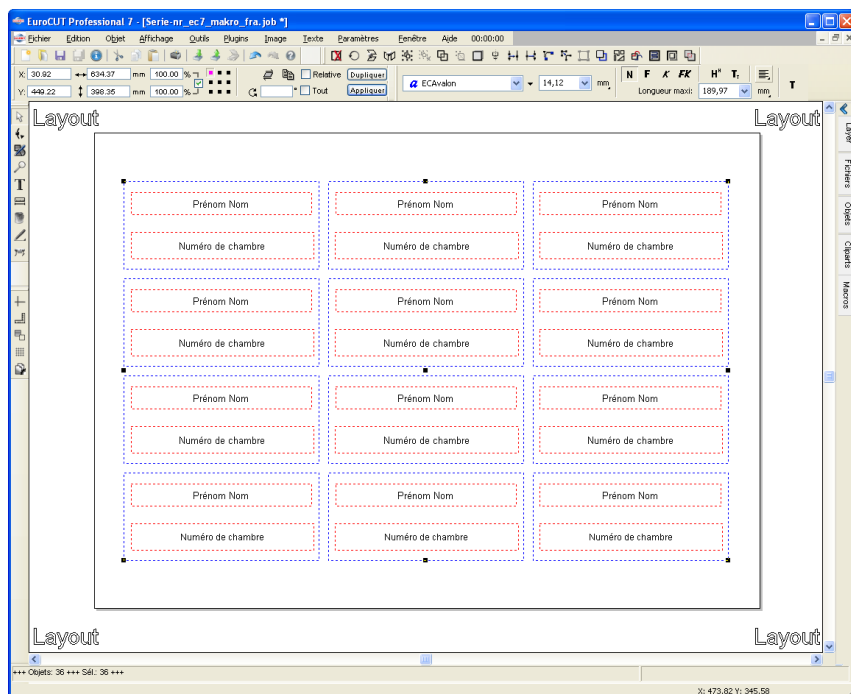 EuroCUT Professional 7 - [Serie-nr_ec7_makro_fra.job *]
Fichier Edition Objet Affichage Outils Plugins Image Texte Paramètres Fenêtre Aide 00:00:00
X: 30.92 634.37 mm 100.00 % Relative Dupliquer a ECAvalon 14,12 mm N F K FK
Y: 449.22 398.35 mm 100.00 % ° Tout Appliquer Longueur maxi: 189,97 mm T
Layout Layout
Layer
Fichiers
Objets
Cliparts
Macros
Prénom Nom Prénom Nom Prénom Nom
Numéro de chambre Numéro de chambre Numéro de chambre
Prénom Nom Prénom Nom Prénom Nom
Numéro de chambre Numéro de chambre Numéro de chambre
Prénom Nom Prénom Nom Prénom Nom
Numéro de chambre Numéro de chambre Numéro de chambre
Prénom Nom Prénom Nom Prénom Nom
Numéro de chambre Numéro de chambre Numéro de chambre
Layout Layout
+++ Objets: 36 +++ Sél.: 36 +++
X: 473.82 Y: 345.58